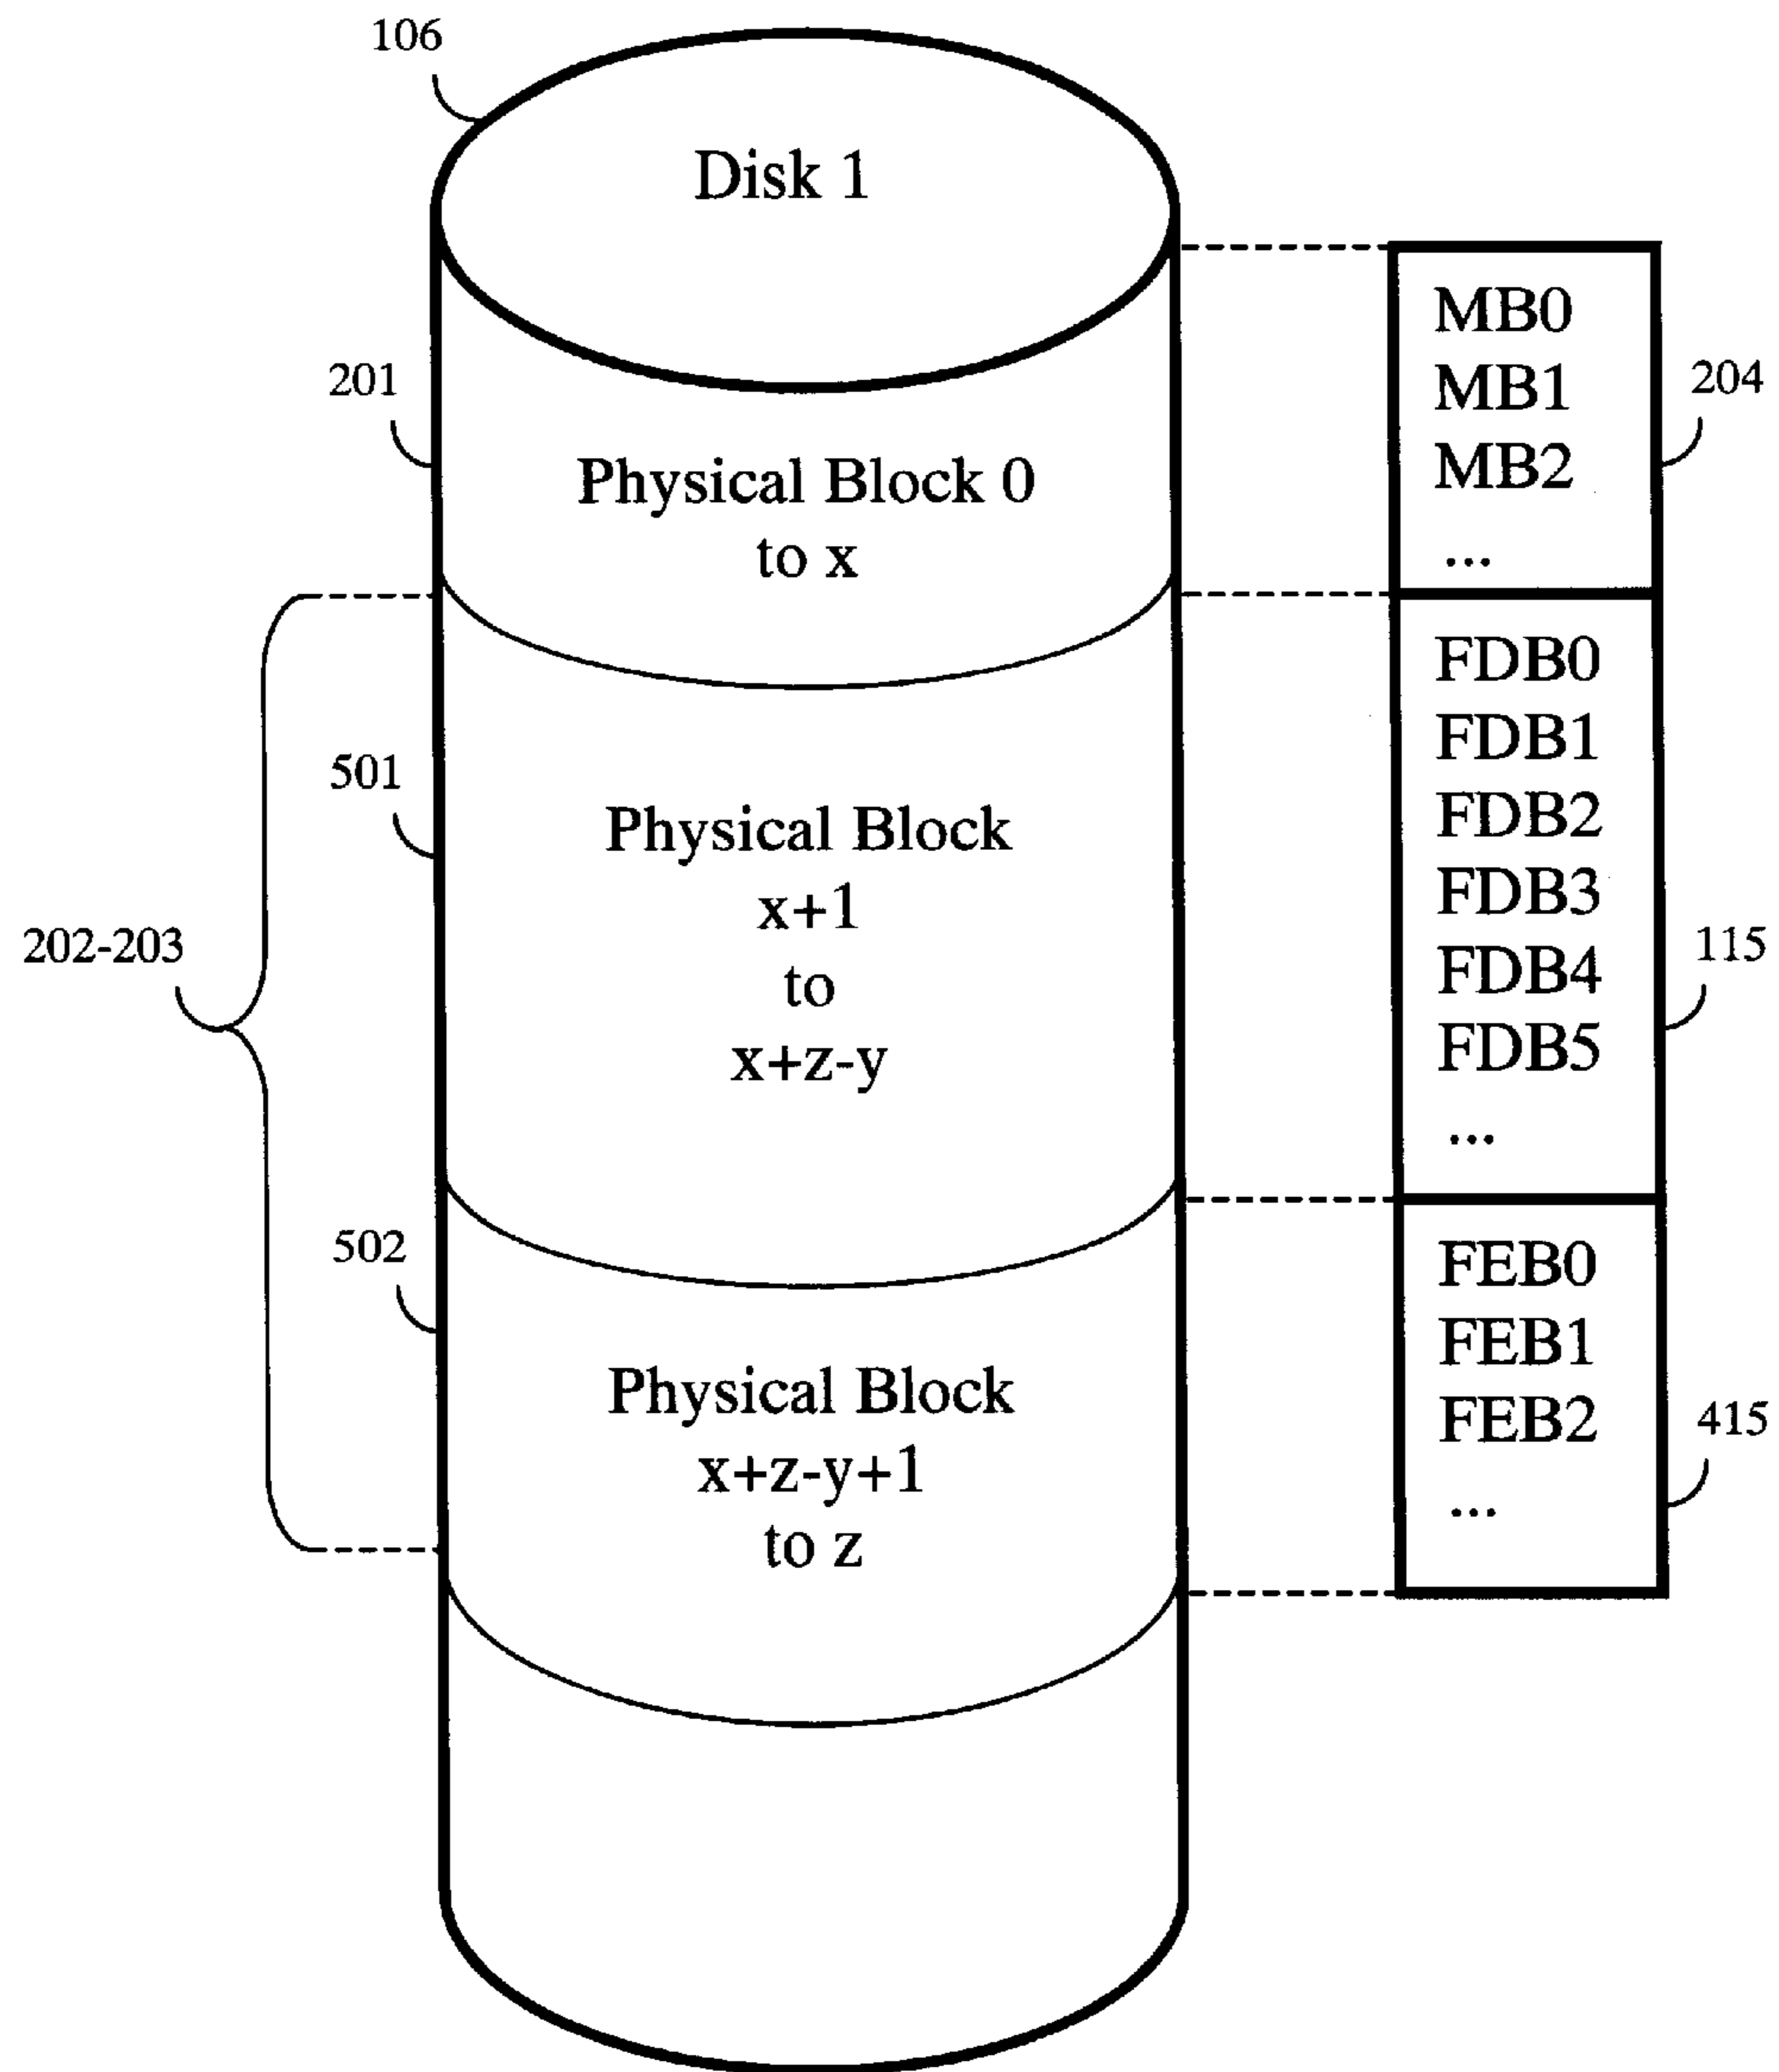 106
Disk 1
201
Physical Block 0
to x
202-203
501
Physical Block
x+1
to
x+z-y
502
Physical Block
x+z-y+1
to z
MB0
MB1
MB2
...
204
FDB0
FDB1
FDB2
FDB3
FDB4
FDB5
...
115
FEB0
FEB1
FEB2
...
415